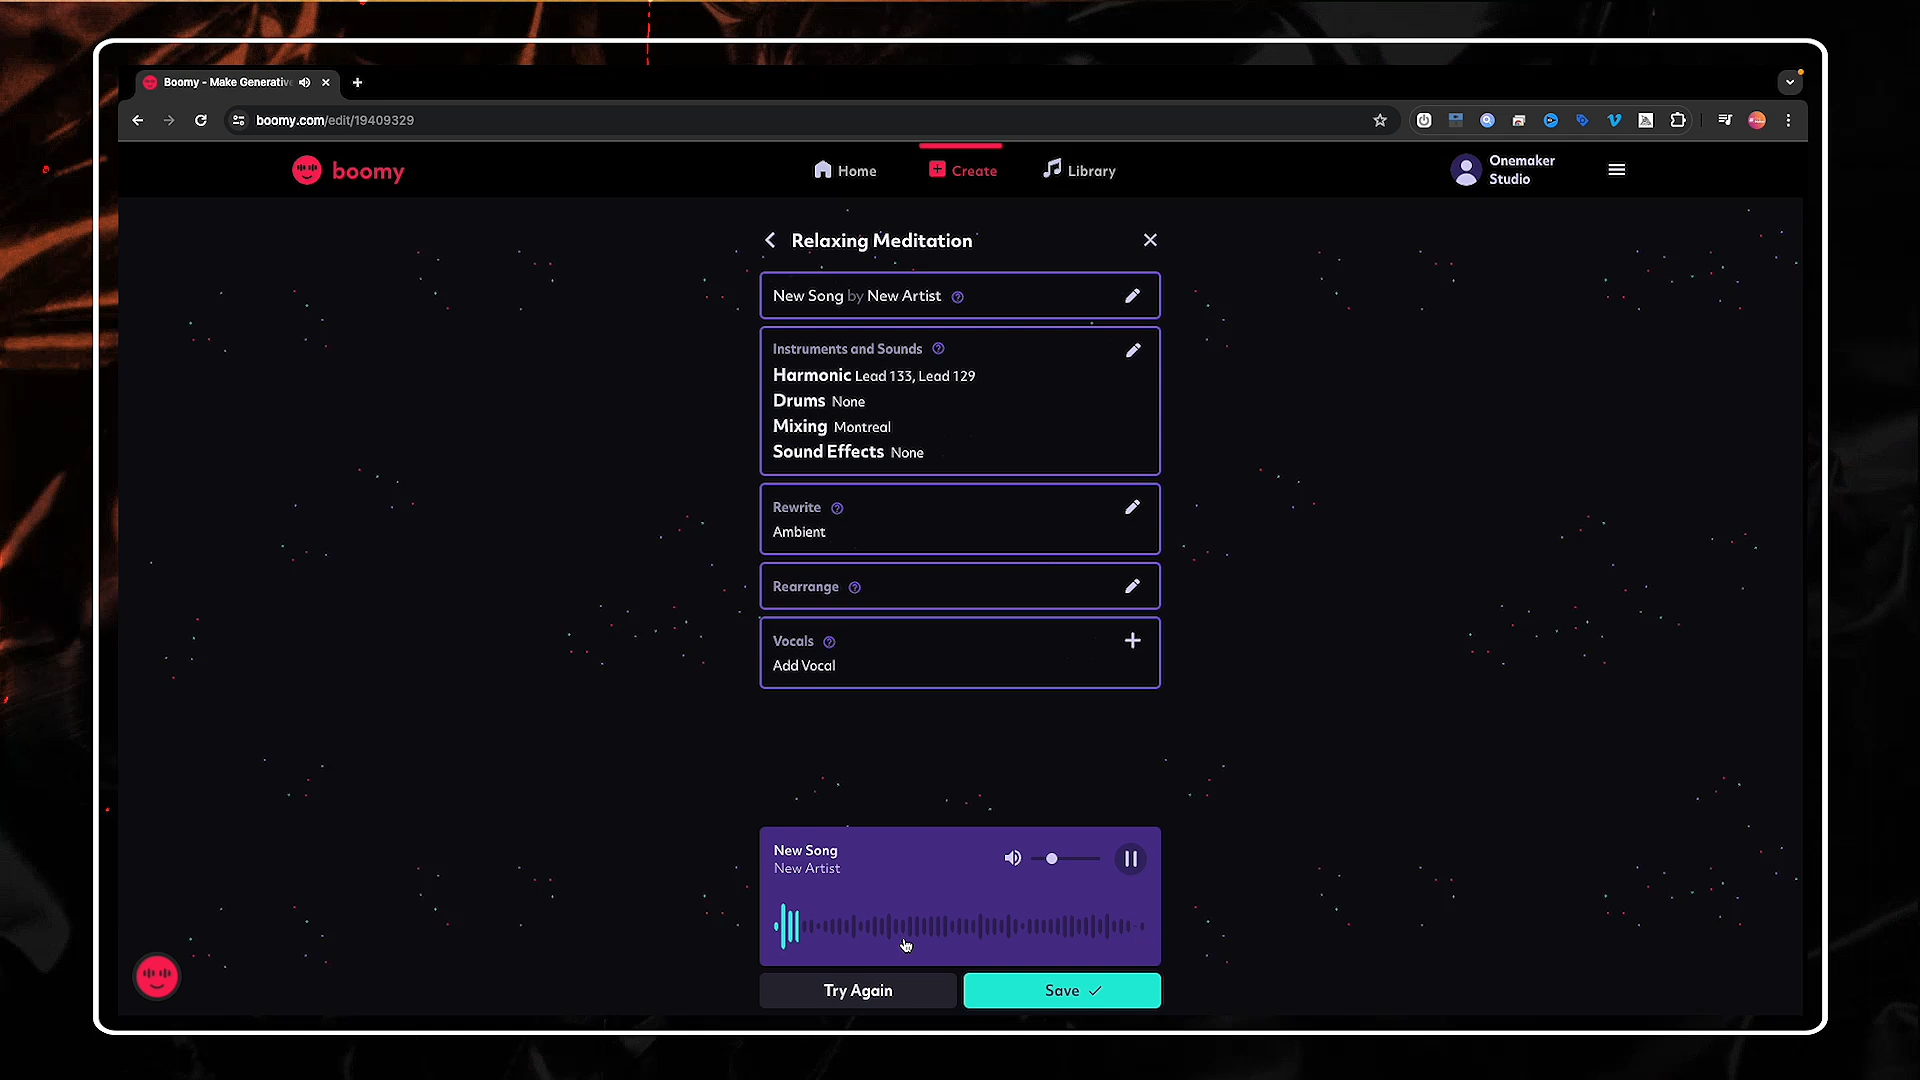 Boomy - Make Generativ
boomy.com/edit/19409329
boomy
Home
Create
Library
Onemaker
Studio
Relaxing Meditation
New Song by New Artist
Instruments and Sounds
Harmonic Lead 133, Lead 129
Drums None
Mixing Montreal
Sound Effects None
Rewrite
Ambient
Rearrange
Vocals
Add Vocal
New Song
New Artist
Try Again
Save